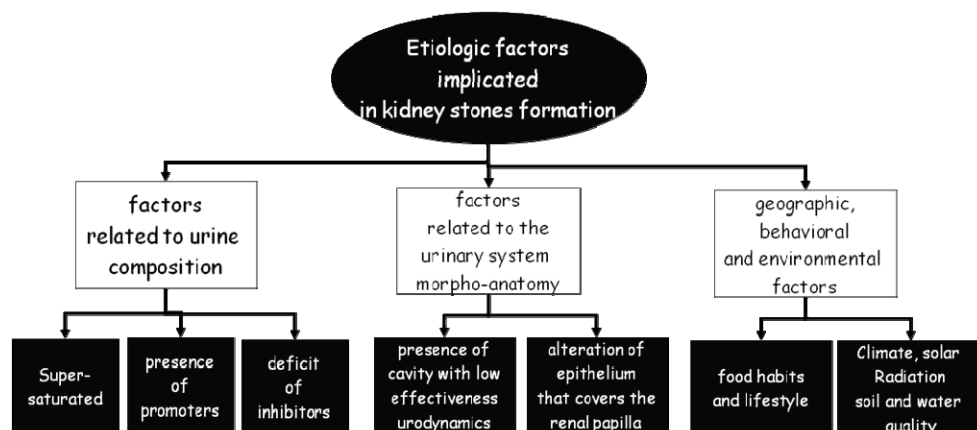 Etiologic factors
implicated
in kidney stones formation
factors
related to urine
composition
factors
related to the
urinary system
morpho-anatomy
geographic,
behavioral
and environmental
factors
Super-
saturated
presence
of
promoters
deficit
of
inhibitors
presence of
cavity with low
effectiveness
urodynamics
alteration of
epithelium
that covers the
renal papilla
food habits
and lifestyle
Climate, solar
Radiation
soil and water
quality